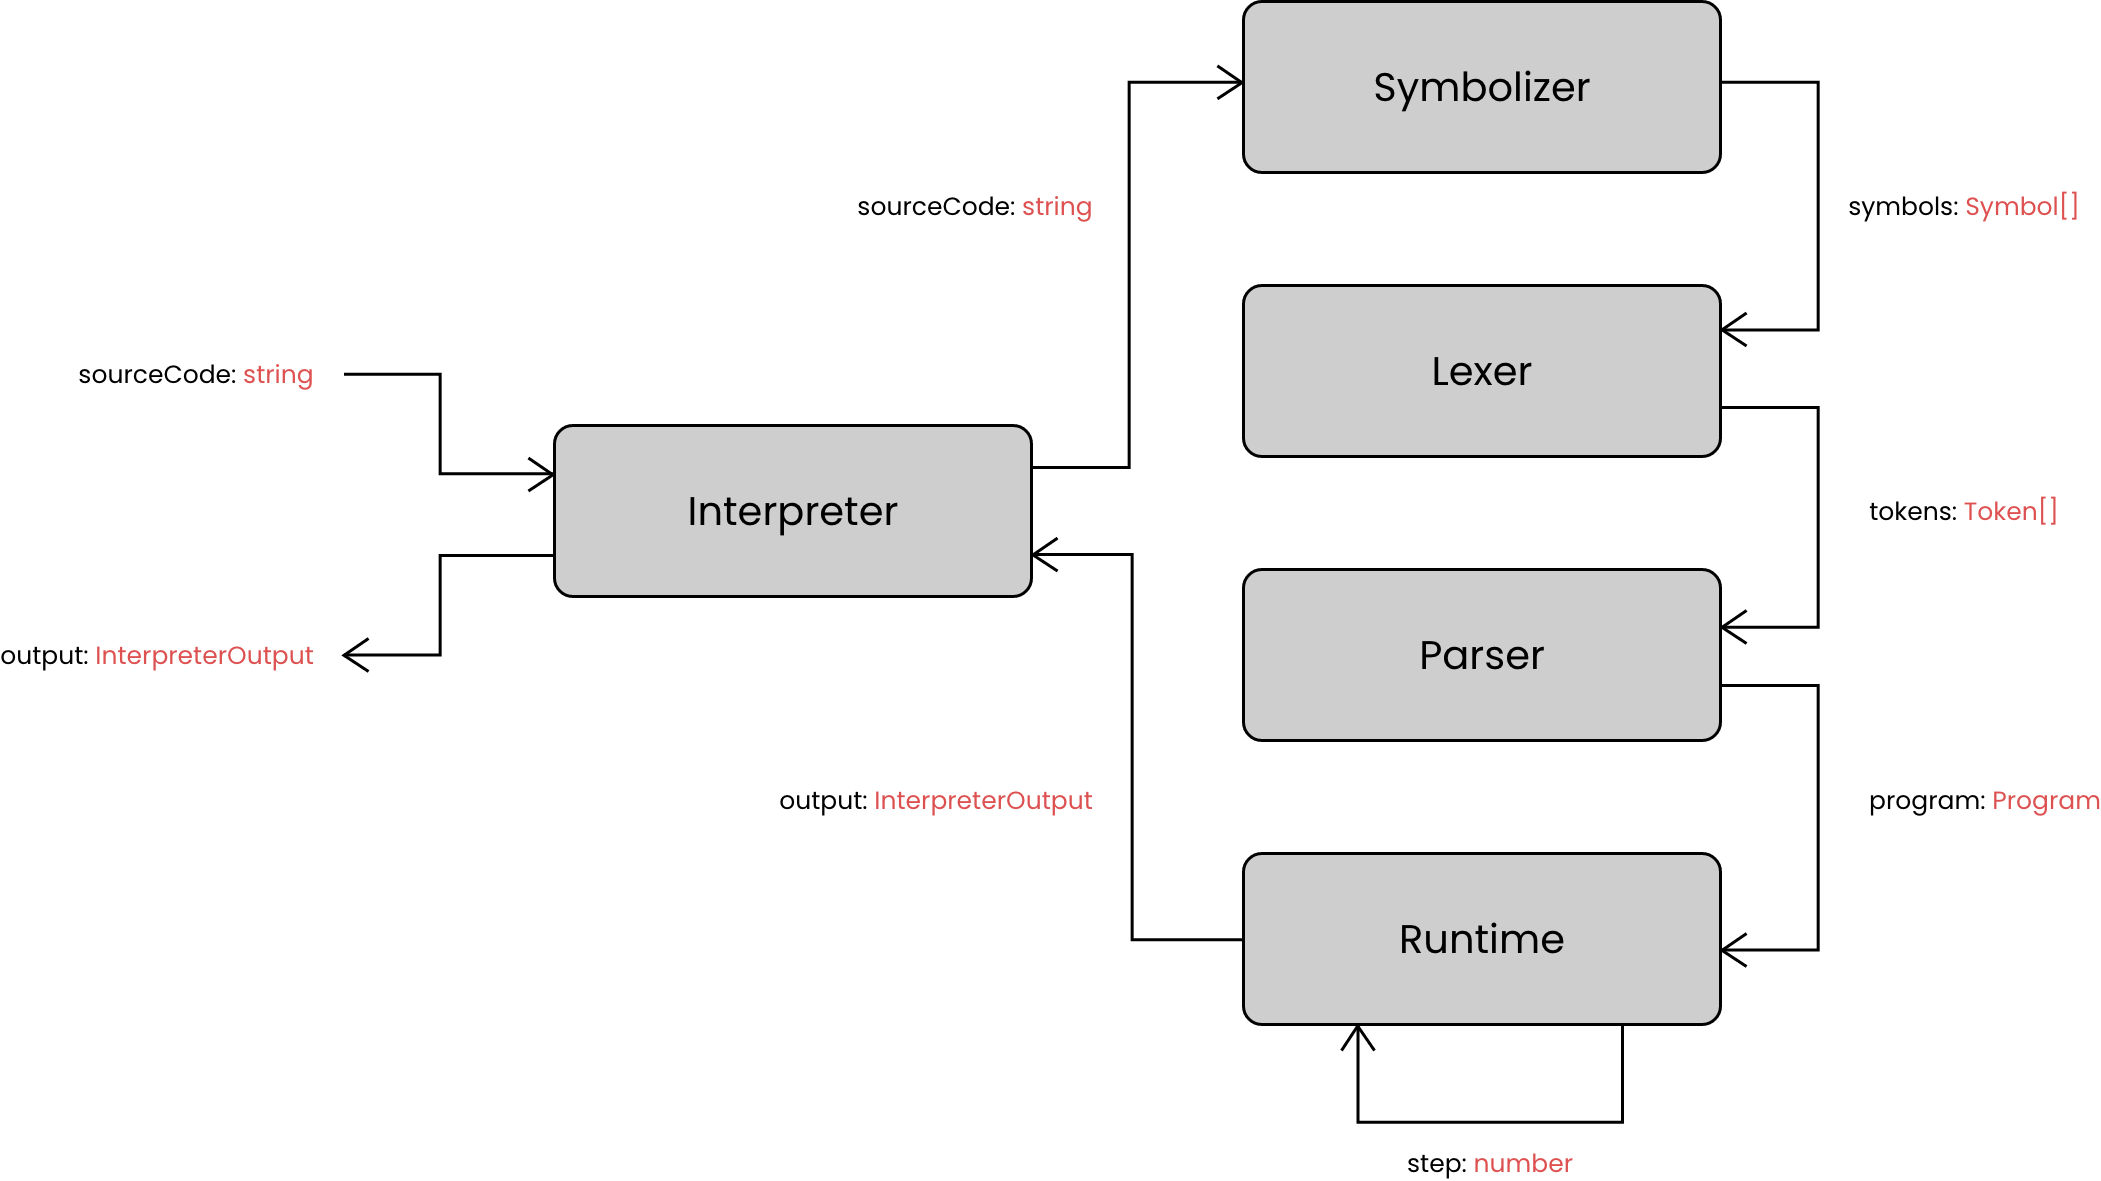 Symbolizer
sourceCode: string
symbols: Symbol[]
Lexer
sourceCode: string
Interpreter
tokens: Token[]
output: InterpreterOutput
Parser
output: InterpreterOutput
program: Program
Runtime
step: number